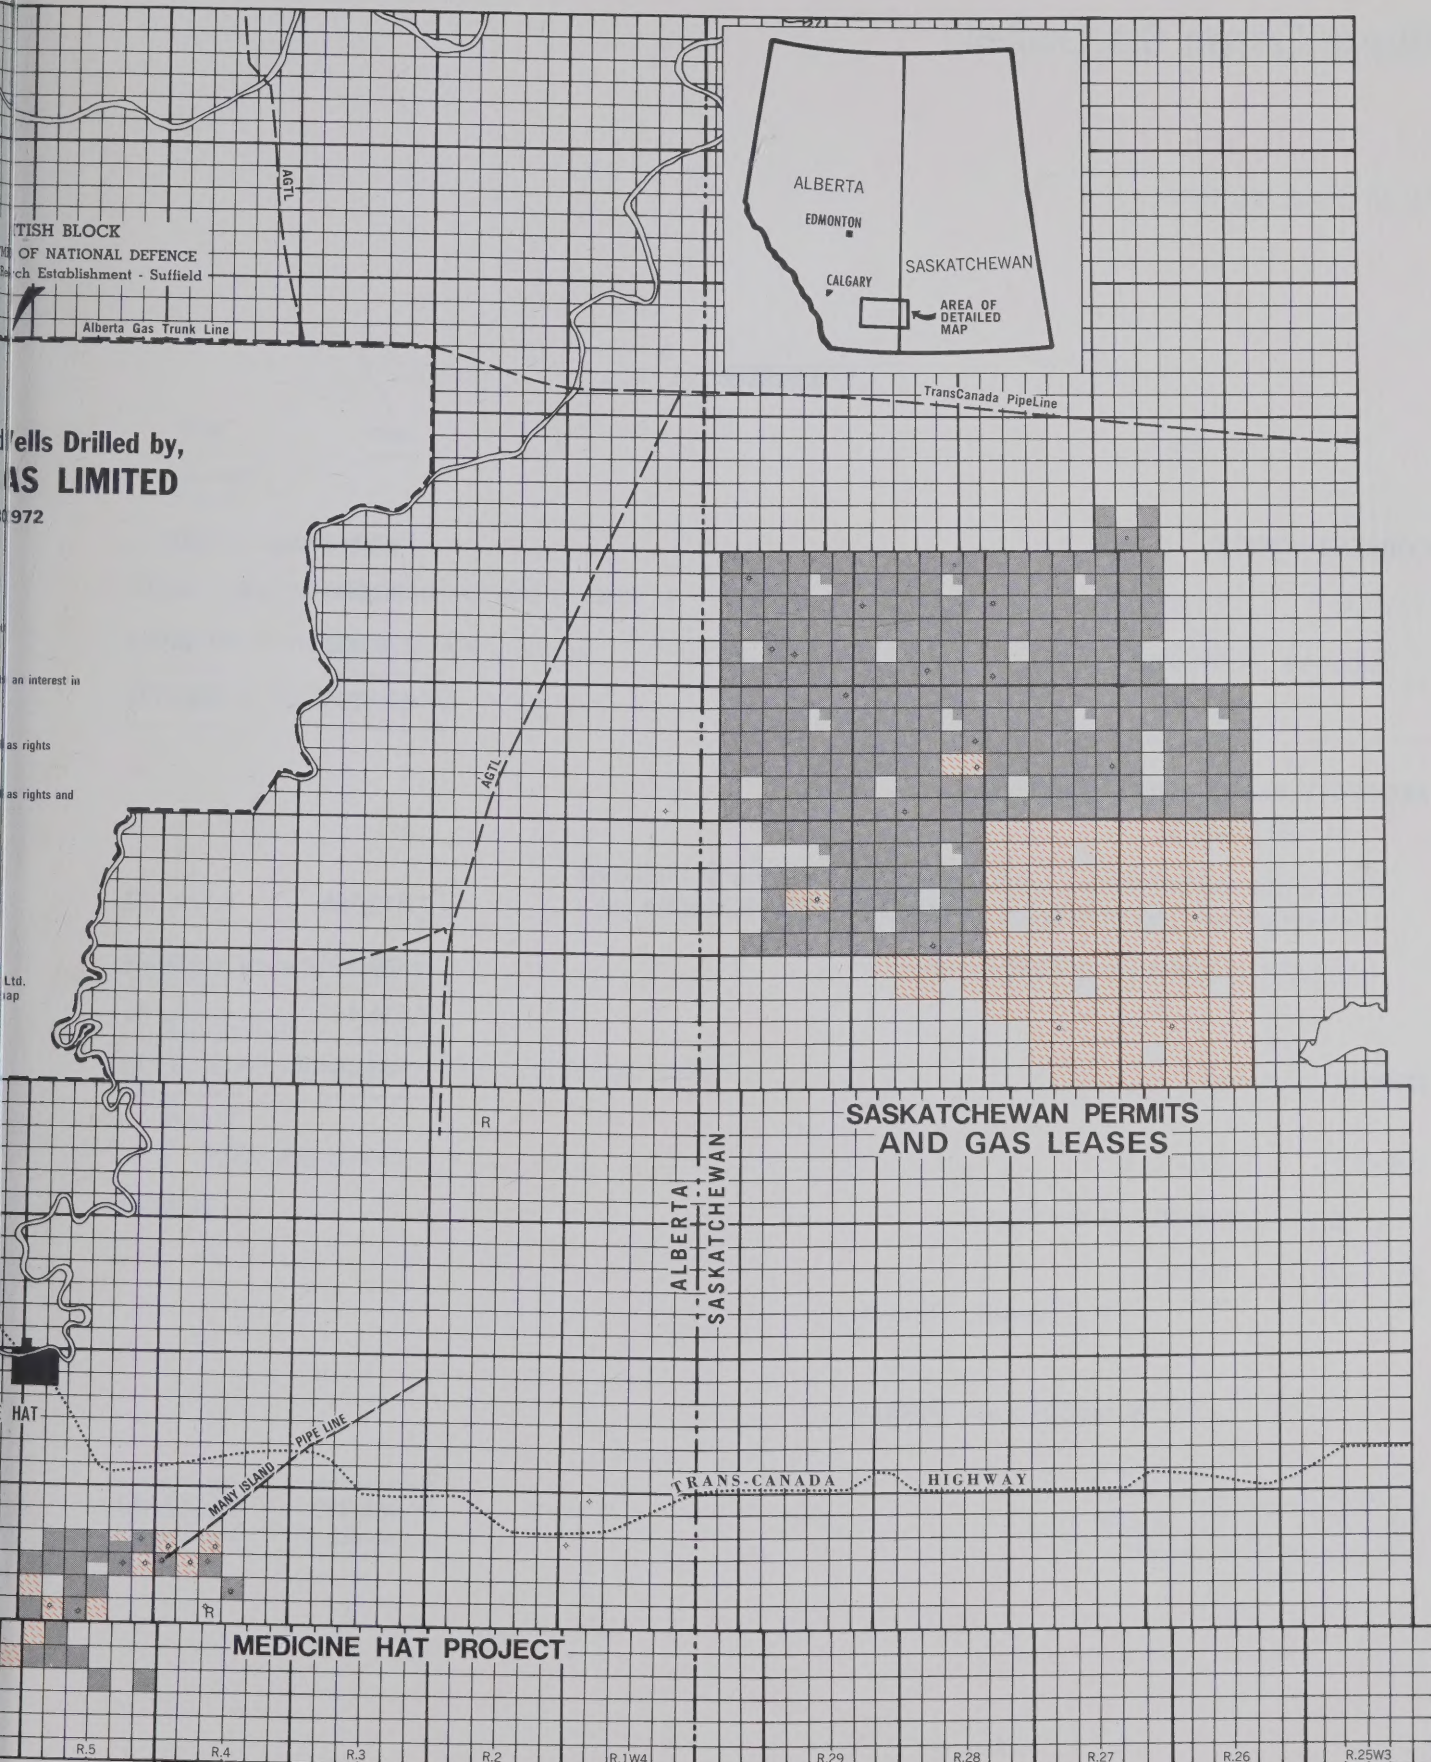 ALBERTA
EDMONTON
SASKATCHEWAN
CALGARY
AREA OF
DETAILED
MAP
AGTL
TISH BLOCK
OF NATIONAL DEFENCE
Establishment - Suffield
Alberta Gas Trunk Line
TransCanada PipeLine
Wells Drilled by,
AS LIMITED
972
an interest in
as rights
AGTL
as rights and
Ltd.
SASKATCHEWAN PERMITS
AND GAS LEASES
R
ALBERTA
SASKATCHEWAN
HAT
MANY ISLAND PIPE LINE
TRANS-CANADA HIGHWAY
R
MEDICINE HAT PROJECT
R.5 R.4 R.3 R.2 R.1W4 R.29 R.28 R.27 R.26 R.25W3